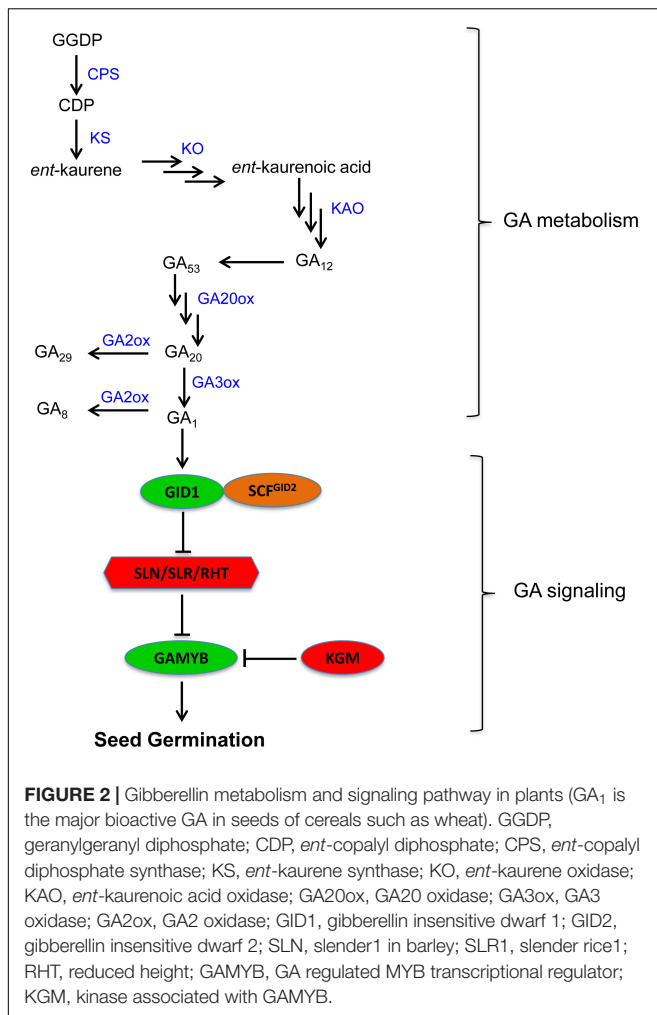 GGDP
CPS
CDP
KS
ent-kaurene
KO
ent-kaurenoic acid
KAO
GA metabolism
GA53
GA12
GA20ox
GA29
GA2ox
GA20
GA3ox
GA8
GA2ox
GA1
GID1
SCFGID2
SLN/SLR/RHT
GA signaling
GAMYB
KGM
Seed Germination
FIGURE 2 | Gibberellin metabolism and signaling pathway in plants (GA1 is
the major bioactive GA in seeds of cereals such as wheat). GGDP,
geranylgeranyl diphosphate; CDP, ent-copalyl diphosphate; CPS, ent-copalyl
diphosphate synthase; KS, ent-kaurene synthase; KO, ent-kaurene oxidase;
KAO, ent-kaurenoic acid oxidase; GA20ox, GA20 oxidase; GA3ox, GA3
oxidase; GA2ox, GA2 oxidase; GID1, gibberellin insensitive dwarf 1; GID2,
gibberellin insensitive dwarf 2; SLN, slender1 in barley; SLR1, slender rice1;
RHT, reduced height; GAMYB, GA regulated MYB transcriptional regulator;
KGM, kinase associated with GAMYB.